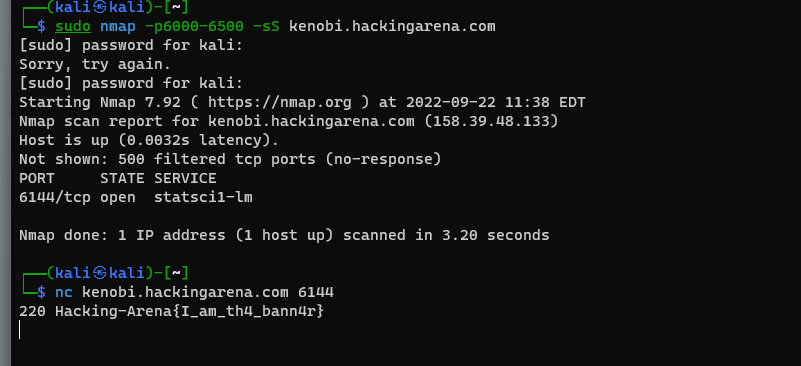 (kali㉿kali)-[~]
$ sudo nmap -p6000-6500 -sS kenobi.hackingarena.com
[sudo] password for kali:
Sorry, try again.
[sudo] password for kali:
Starting Nmap 7.92 ( https://nmap.org ) at 2022-09-22 11:38 EDT
Nmap scan report for kenobi.hackingarena.com (158.39.48.133)
Host is up (0.0032s latency).
Not shown: 500 filtered tcp ports (no-response)
PORT     STATE SERVICE
6144/tcp open  statsci1-lm
Nmap done: 1 IP address (1 host up) scanned in 3.20 seconds
(kali㉿kali)-[~]
$ nc kenobi.hackingarena.com 6144
220 Hacking-Arena{I_am_th4_bann4r}